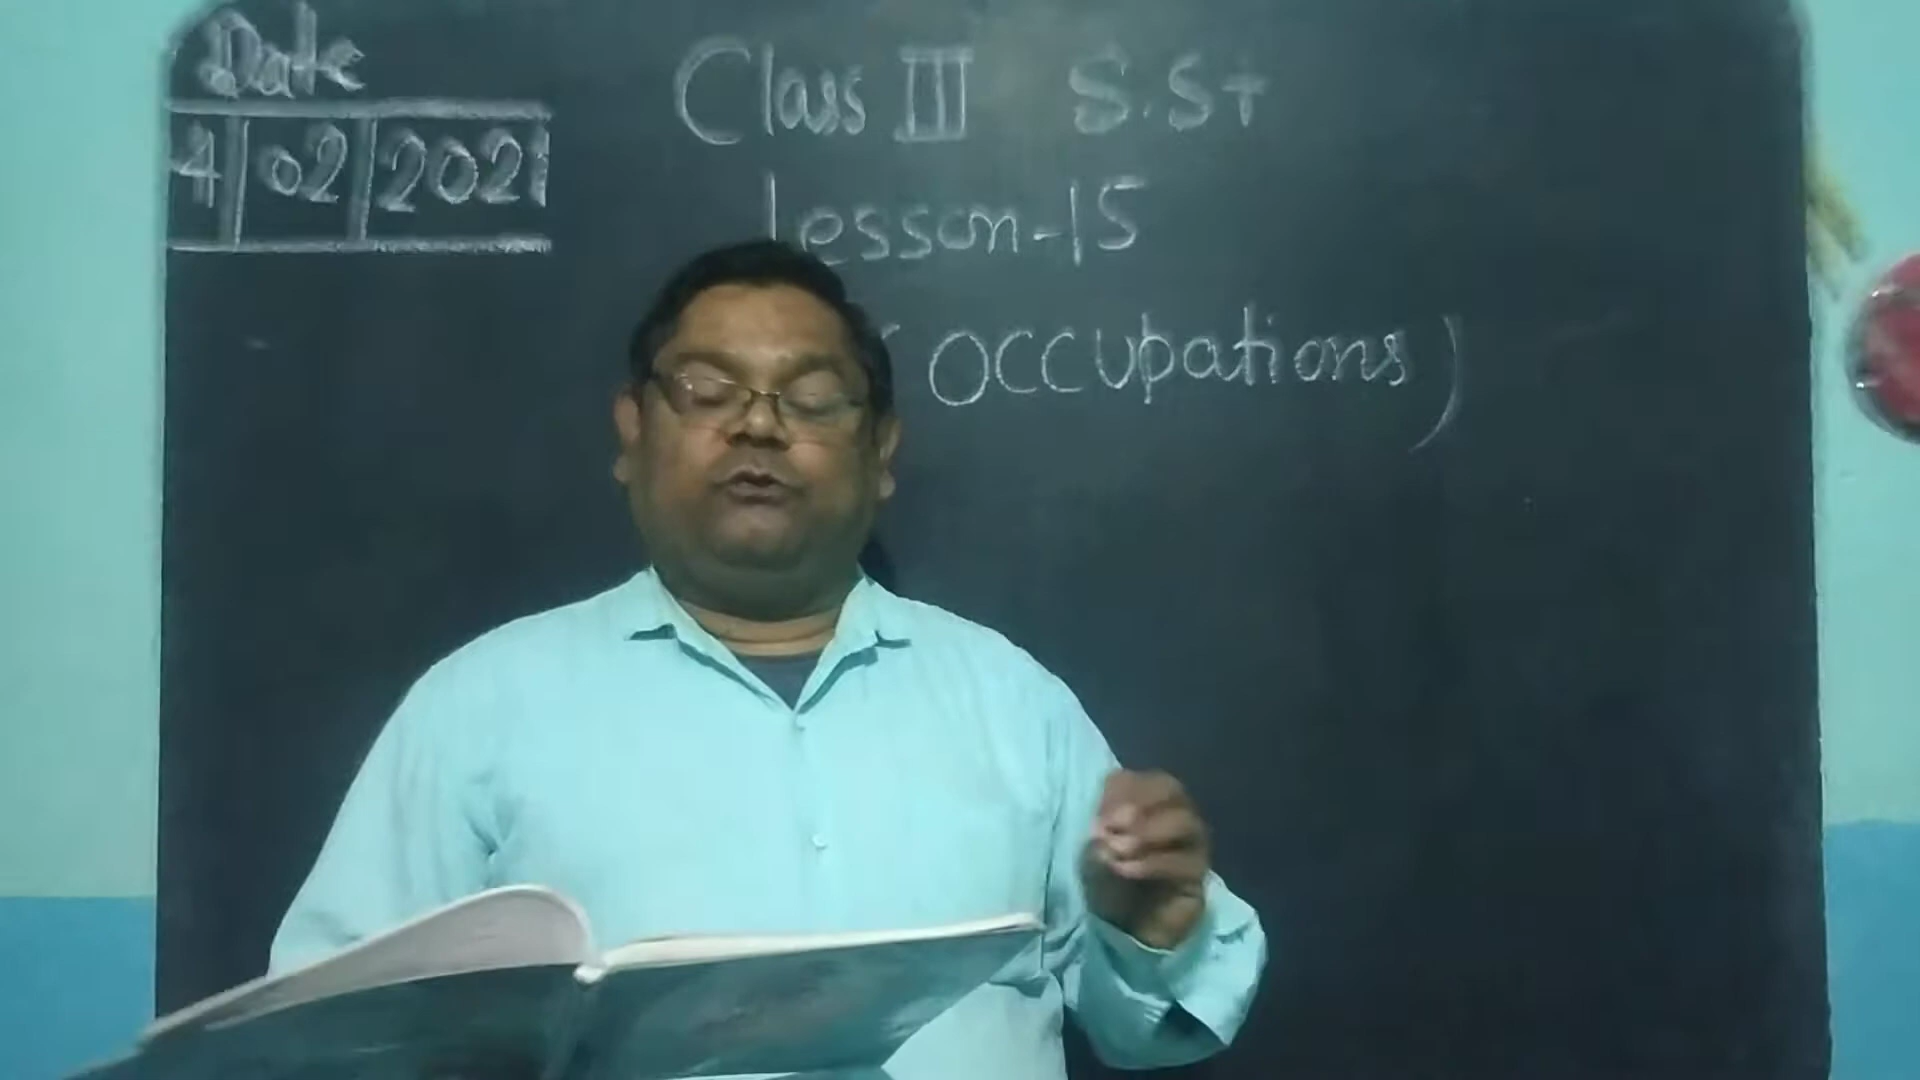 Date
4 02 2021
Class III S.St
Lesson-15
( Occupations )